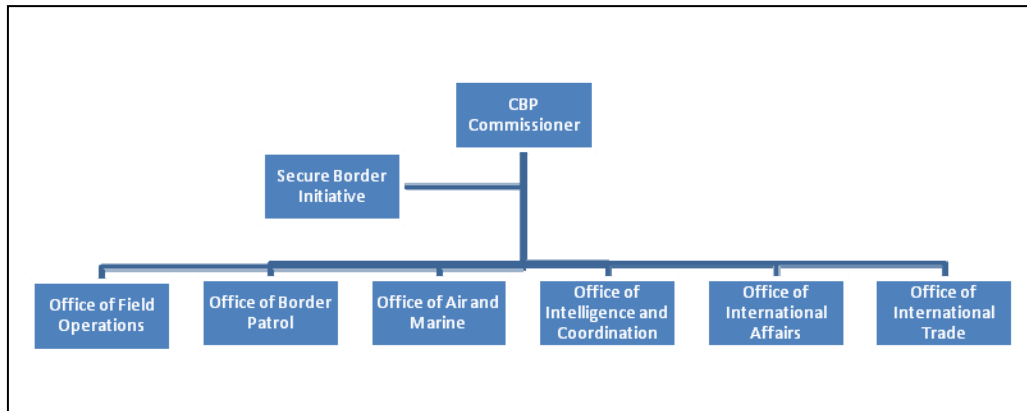 CBP
Commissioner
Secure Border
Initiative
Office of Field
Operations
Office of Border
Patrol
Office of Air and
Marine
Office of
Intelligence and
Coordination
Office of
International
Affairs
Office of
International
Trade